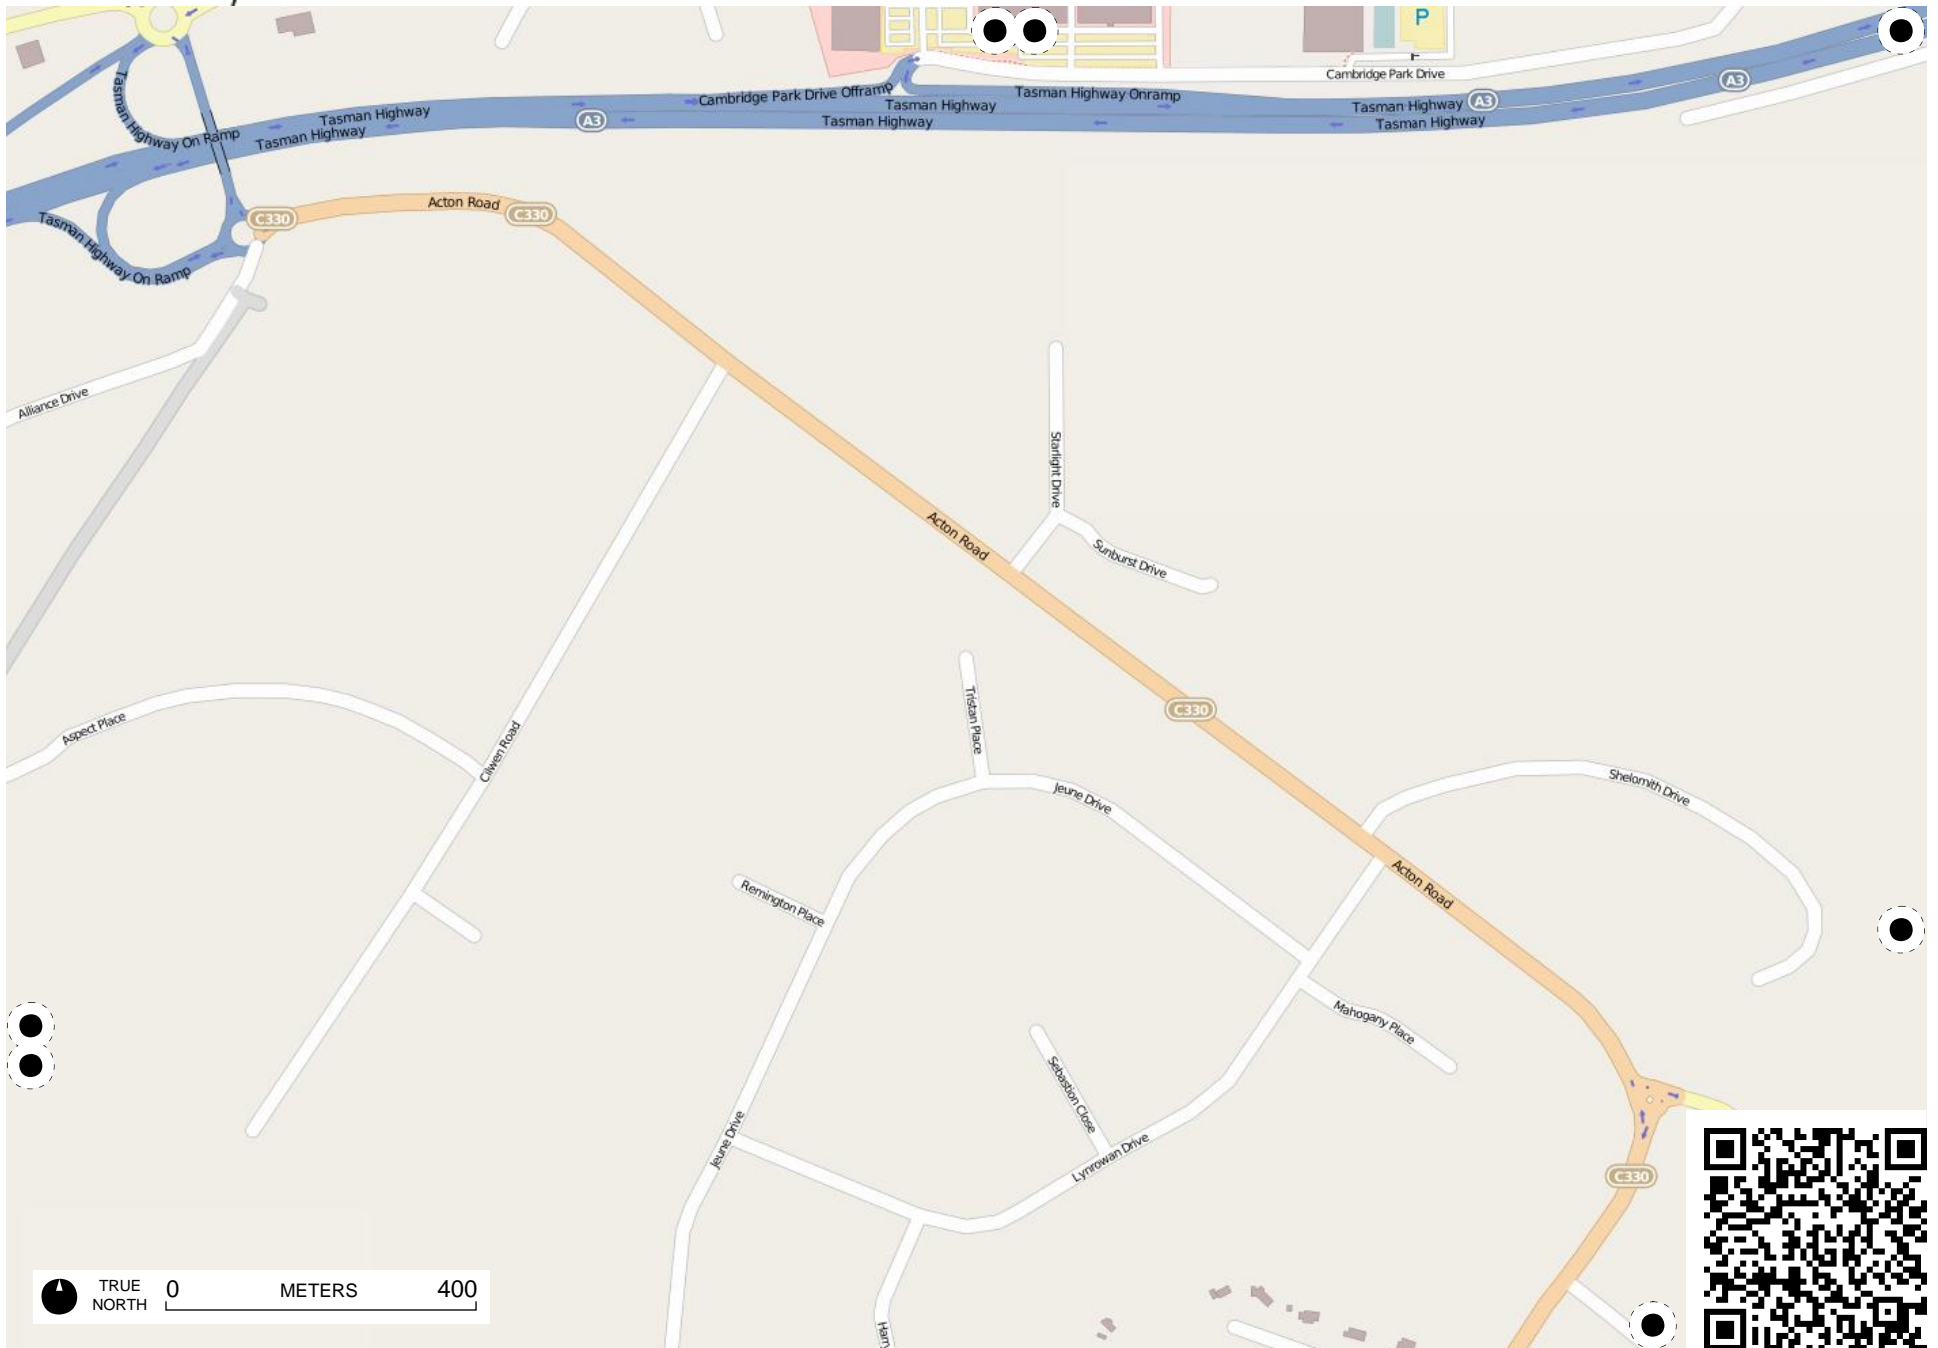 P
Cambridge Park Drive
A3
Cambridge Park Drive Offramp
Tasman Highway Onramp
Tasman Highway
Tasman Highway
Tasman Highway
A3
Tasman Highway On Ramp
Tasman Highway
A3
Tasman Highway
Tasman Highway
Acton Road
C330
C330
Tasman Highway On Ramp
Alliance Drive
Starlight Drive
Acton Road
Sunburst Drive
Tristan Place
C330
Aspect Place
Cilwen Road
Jeune Drive
Shelomith Drive
Remington Place
Acton Road
Mahogany Place
Sebastion Close
Jeune Drive
Lynrowan Drive
C330
TRUE
NORTH
0 METERS 400